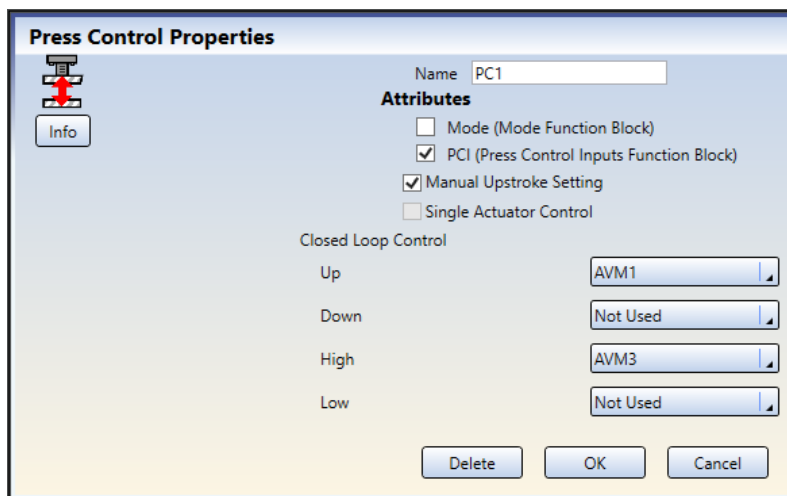 Press Control Properties
Name PC1
Attributes
Info
Mode (Mode Function Block)
PCI (Press Control Inputs Function Block)
Manual Upstroke Setting
Single Actuator Control
Closed Loop Control
Up AVM1
Down Not Used
High AVM3
Low Not Used
Delete OK Cancel